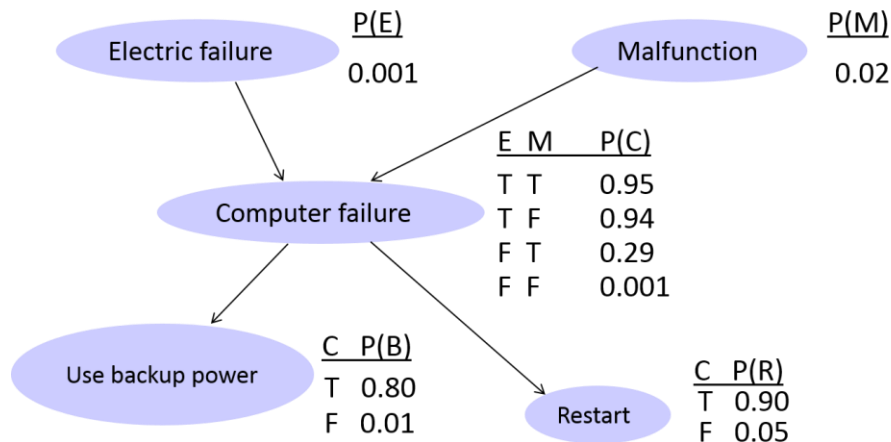 P(E)
Electric failure
0.001
P(M)
Malfunction
0.02
E M P(C)
T T 0.95
T F 0.94
F T 0.29
F F 0.001
Computer failure
Use backup power
C P(B)
T 0.80
F 0.01
Restart
C P(R)
T 0.90
F 0.05